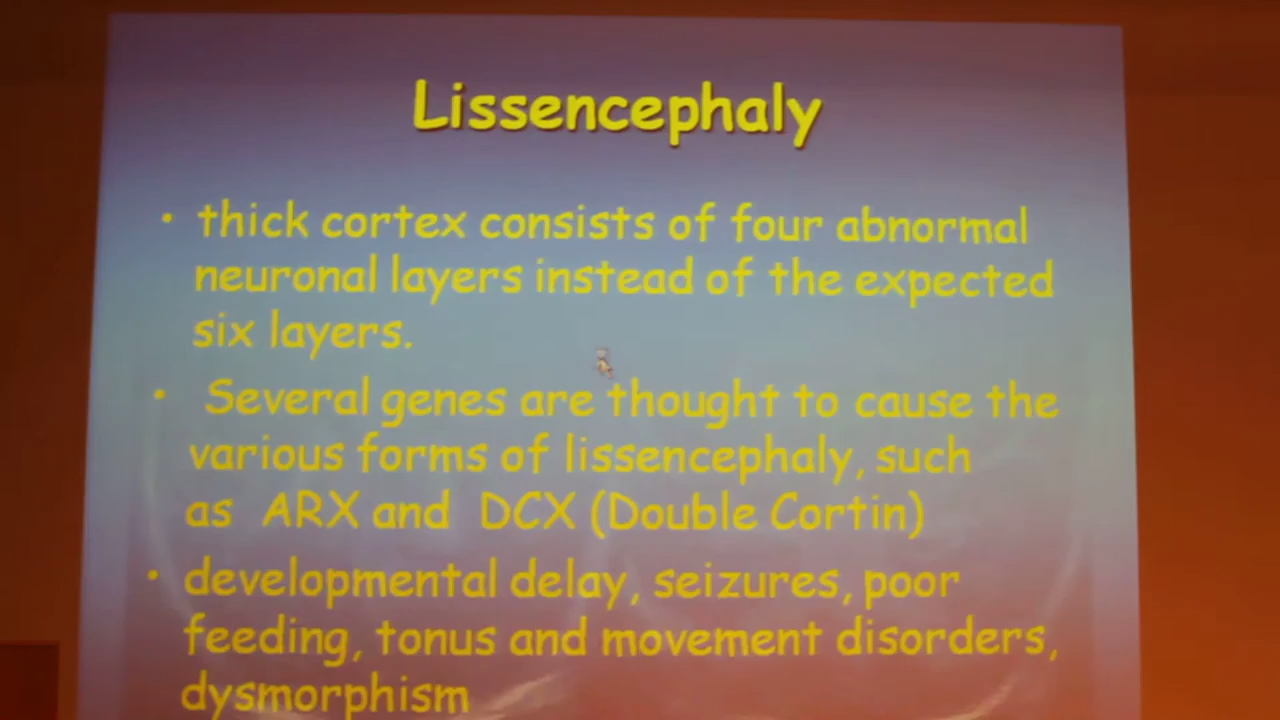 Lissencephaly
• thick cortex consists of four abnormal
neuronal layers instead of the expected
six layers.
• Several genes are thought to cause the
various forms of lissencephaly, such
as ARX and DCX (Double Cortin)
• developmental delay, seizures, poor
feeding, tonus and movement disorders,
dysmorphism